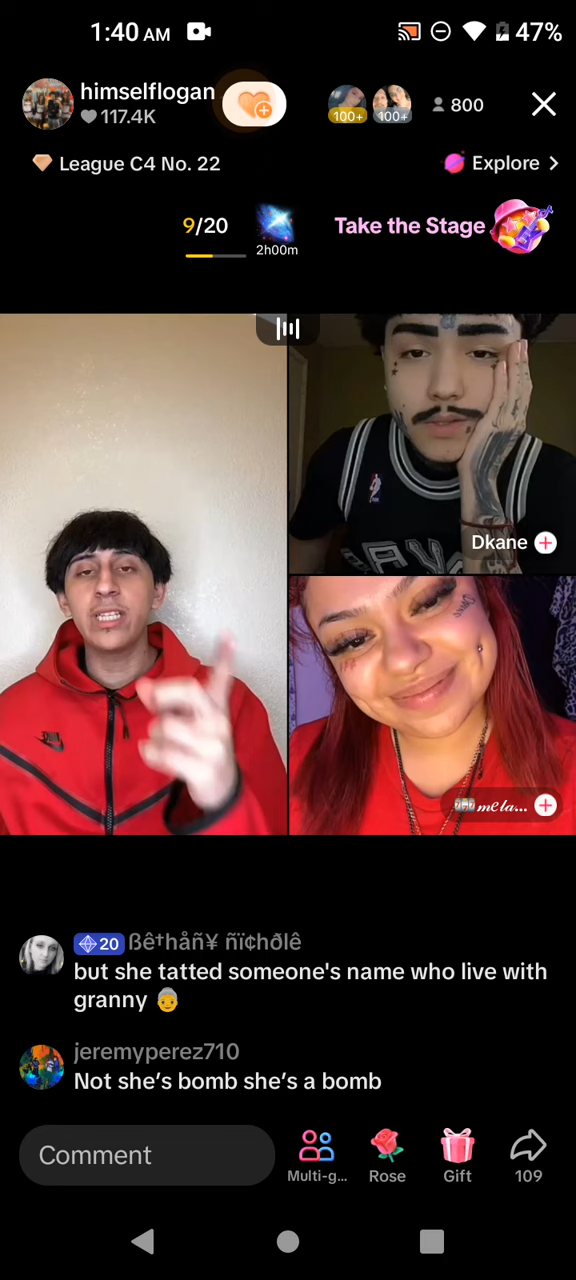 1:40 AM
47%
himselflogan
117.4K
100+
100+
800
League C4 No. 22
Explore >
9/20
2h00m
Take the Stage
Dkane
mela...
20 ßê†håñ¥ ñï¢hðlê
but she tatted someone's name who live with
granny 👵
jeremyperez710
Not she’s bomb she’s a bomb
Comment
Multi-g...
Rose
Gift
109